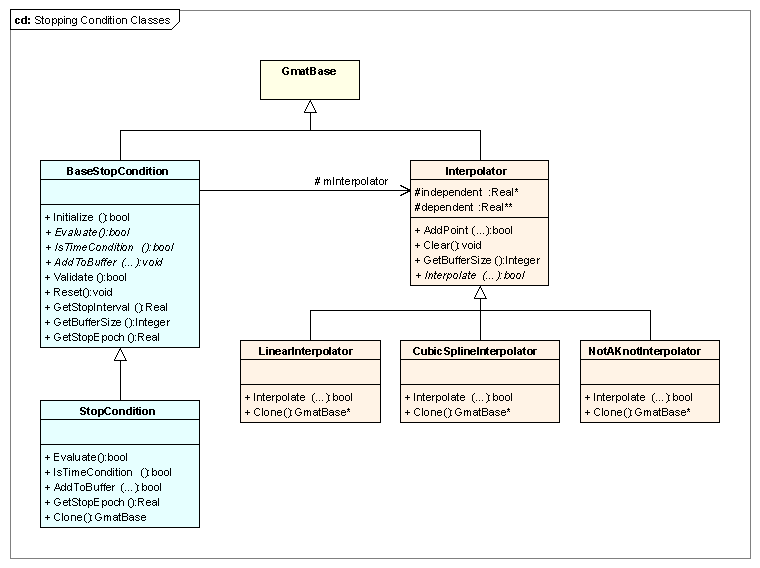 cd: Stopping Condition Classes
GmatBase
BaseStopCondition
+ Initialize ():bool
+ Evaluate():bool
+ IsTimeCondition ():bool
+ AddToBuffer (...):void
+ Validate ():bool
+ Reset():void
+ GetStopInterval ():Real
+ GetBufferSize ():Integer
+ GetStopEpoch ():Real
# mInterpolator
Interpolator
#independent :Real*
#dependent :Real**
+ AddPoint (...):bool
+ Clear():void
+ GetBufferSize ():Integer
+ Interpolate (...):bool
LinearInterpolator
+ Interpolate (...):bool
+ Clone():GmatBase*
CubicSplineInterpolator
+ Interpolate (...):bool
+ Clone():GmatBase*
NotAKnotInterpolator
+ Interpolate (...):bool
+ Clone():GmatBase*
StopCondition
+ Evaluate():bool
+ IsTimeCondition ():bool
+ AddToBuffer (...):bool
+ GetStopEpoch ():Real
+ Clone():GmatBase